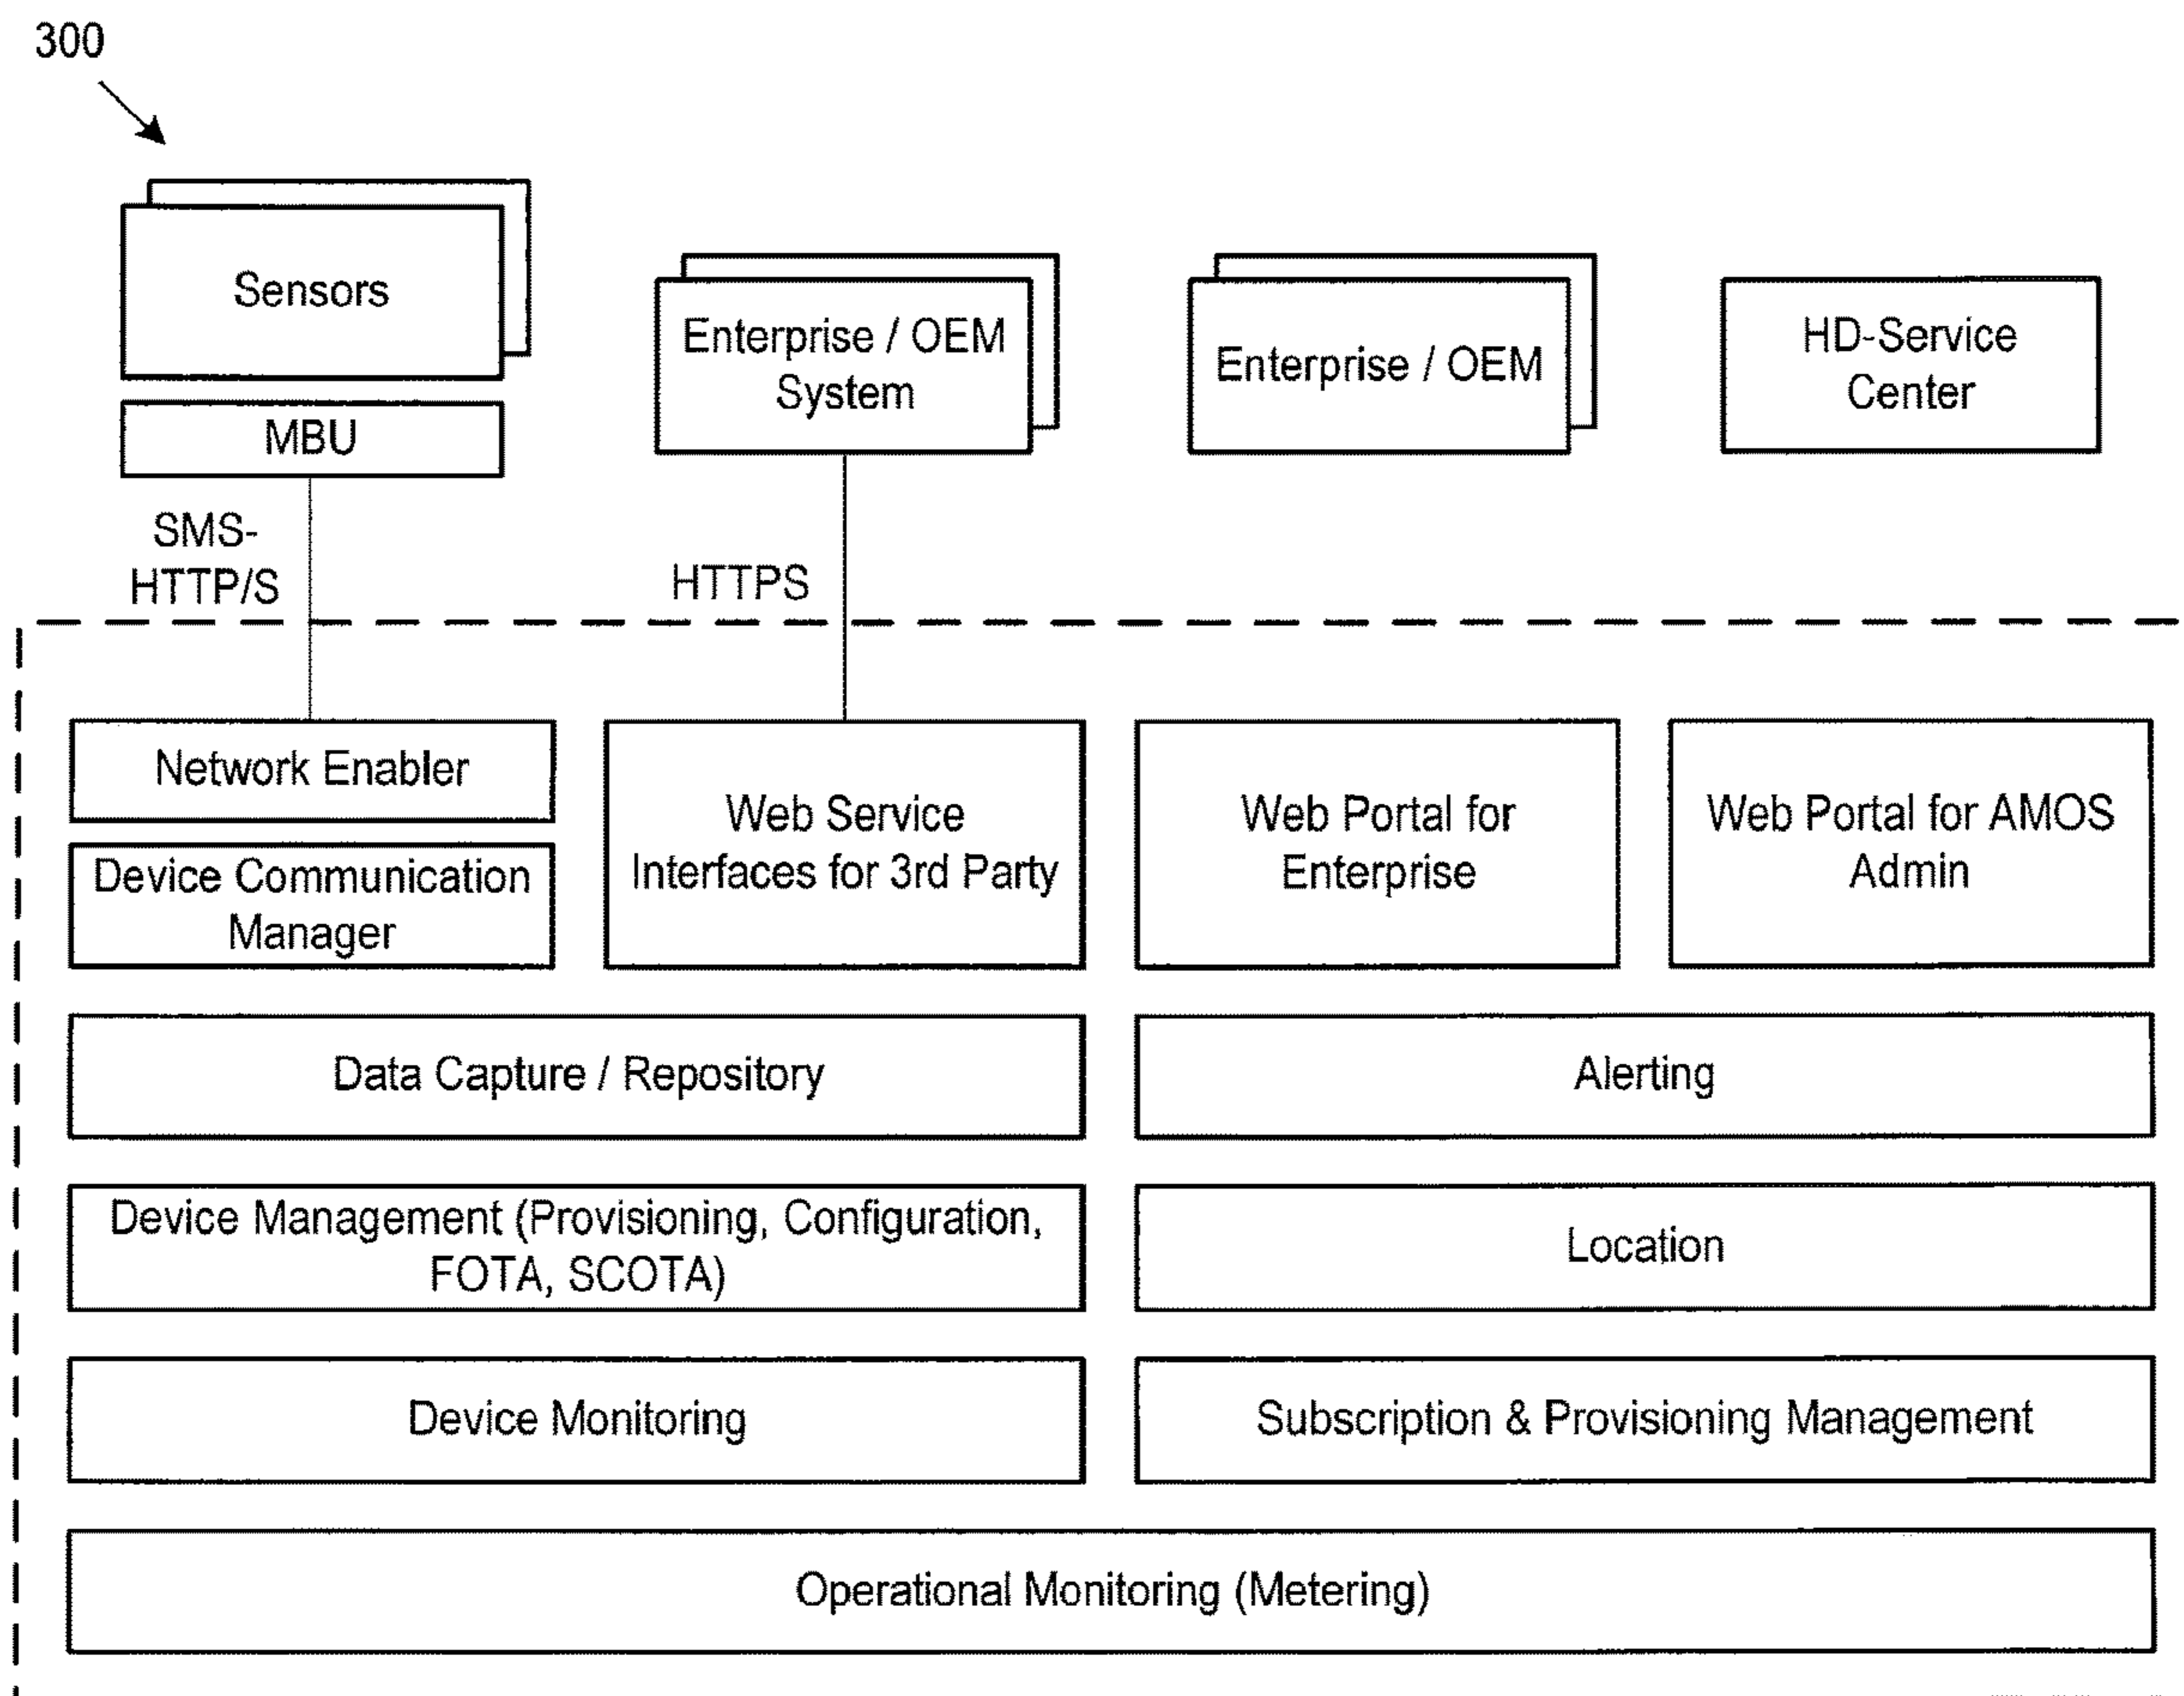 300
Sensors
MBU
Enterprise / OEM
System
Enterprise / OEM
HD-Service
Center
SMS-
HTTP/S
HTTPS
Network Enabler
Device Communication
Manager
Web Service
Interfaces for 3rd Party
Web Portal for
Enterprise
Web Portal for AMOS
Admin
Data Capture / Repository
Alerting
Device Management (Provisioning, Configuration,
FOTA, SCOTA)
Location
Device Monitoring
Subscription & Provisioning Management
Operational Monitoring (Metering)